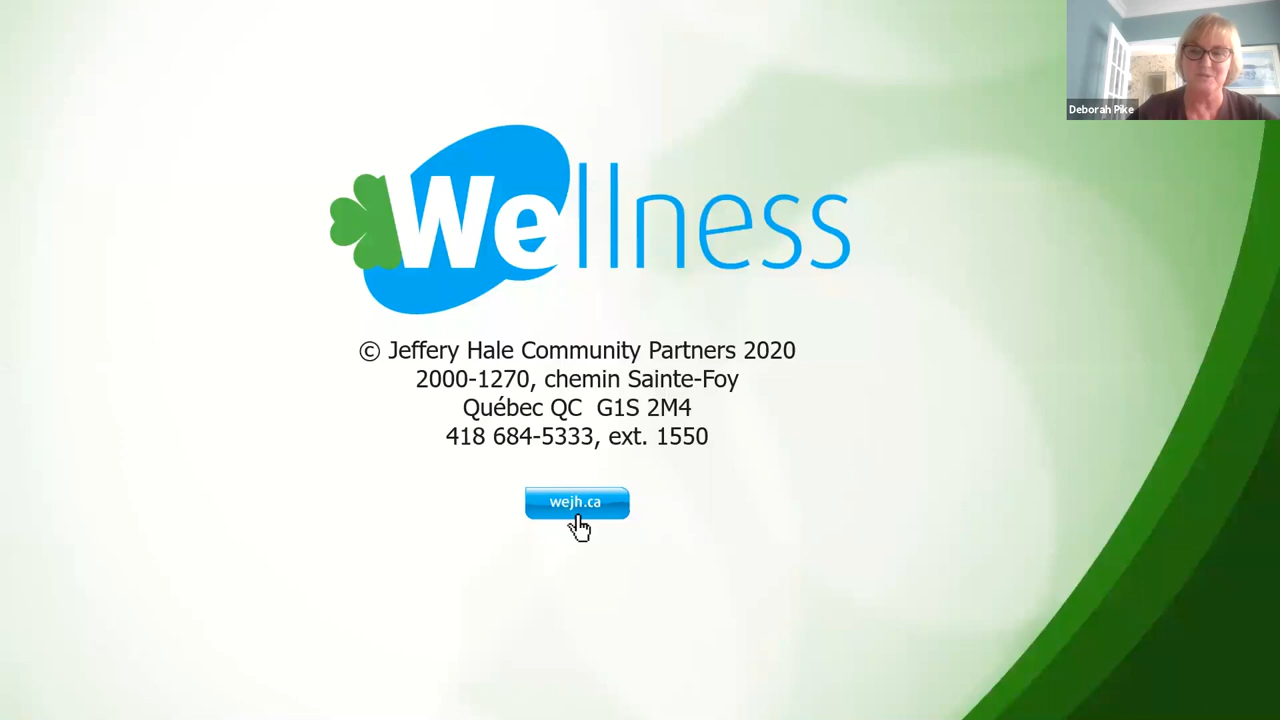 Deborah Pike
Wellness
© Jeffery Hale Community Partners 2020
2000-1270, chemin Sainte-Foy
Québec QC  G1S 2M4
418 684-5333, ext. 1550
wejh.ca